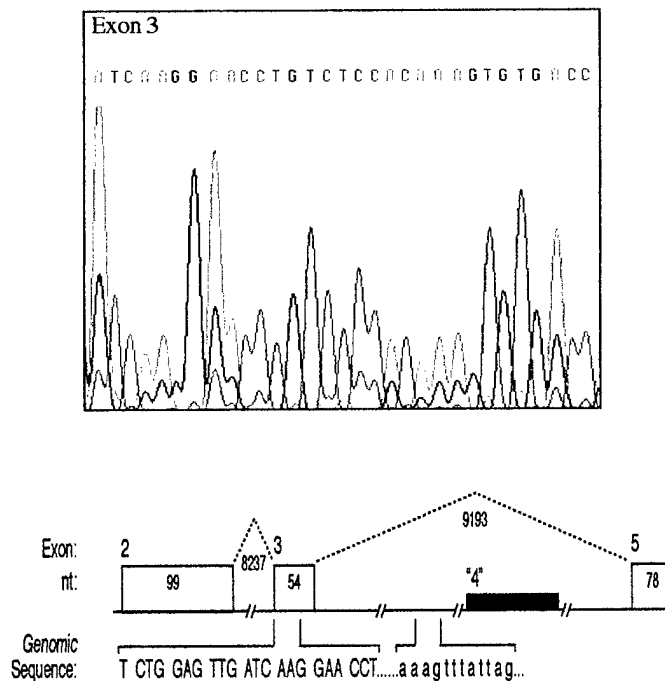 Exon 3
A T C A A G G A A C C T G T C T C C A C A A A G T G T G A C C
9193
Exon: 2 8237 3 5
nt: 99 54 "4" 78
Genomic
Sequence: T CTG GAG TTG ATC AAG GAA CCT......aaagtttattag...